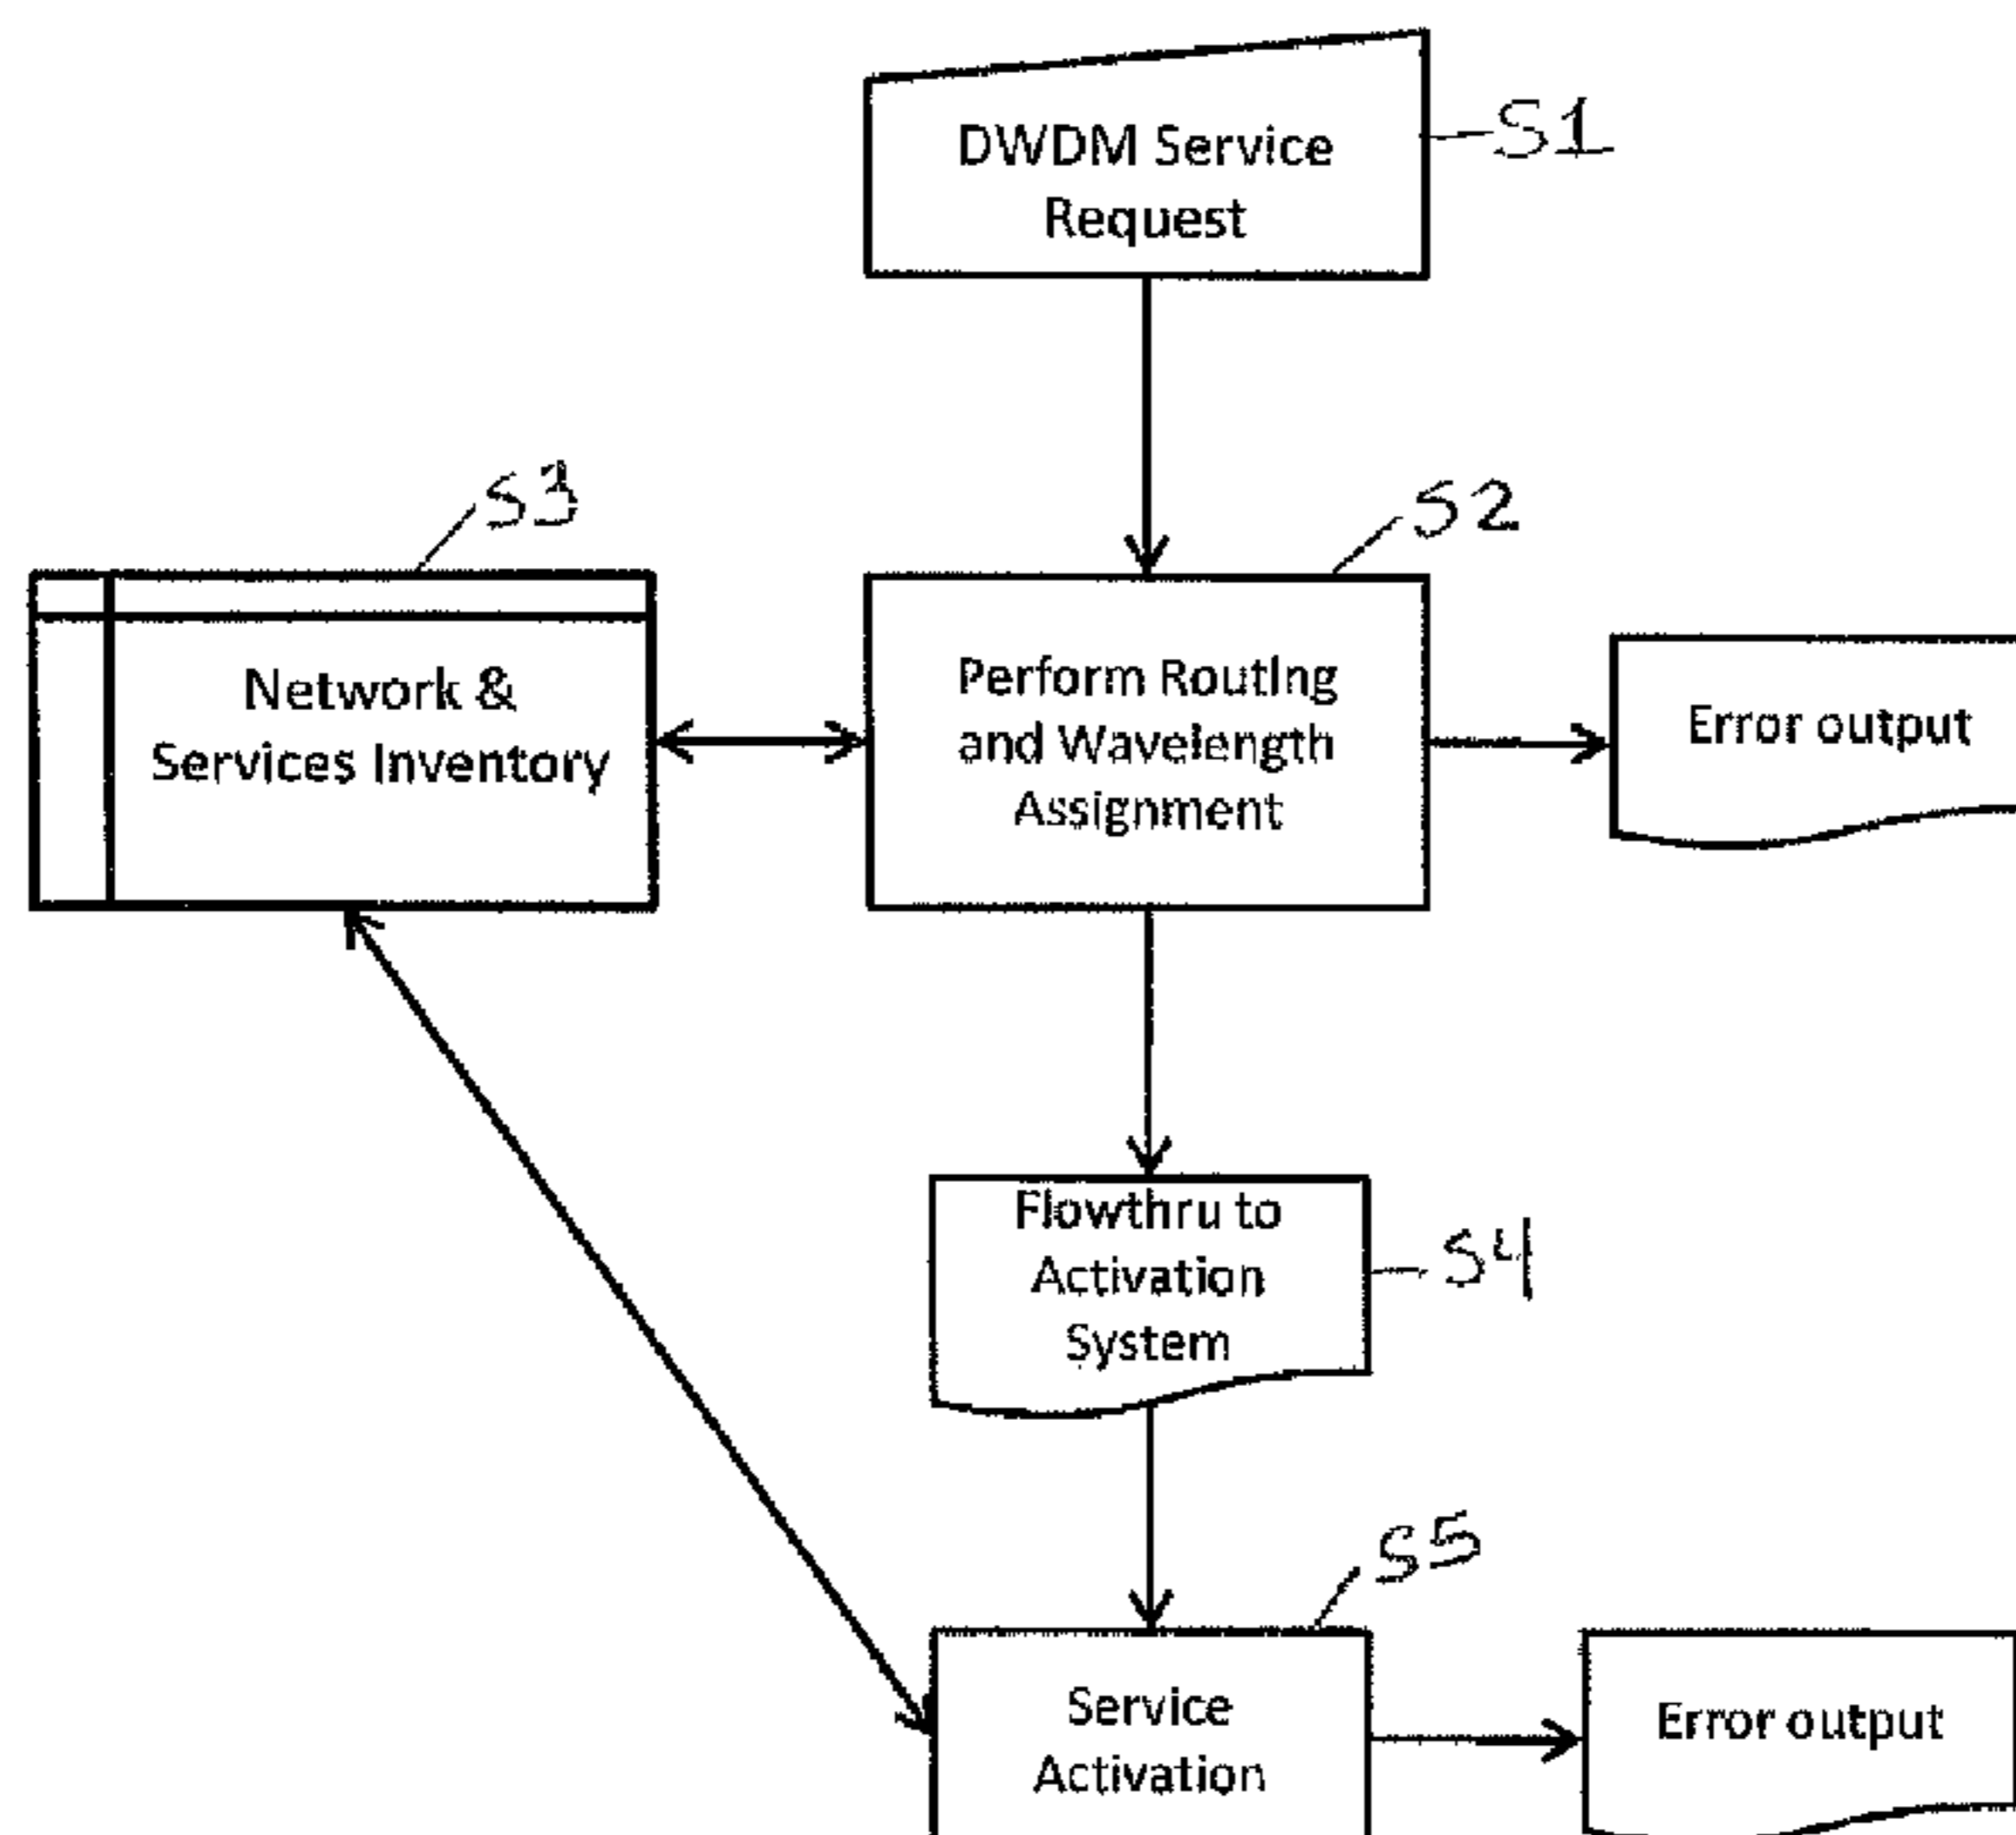 DWDM Service
Request
S1
S3
S2
Network &
Services Inventory
Perform Routing
and Wavelength
Assignment
Error output
Flowthru to
Activation
System
S4
S5
Service
Activation
Error output